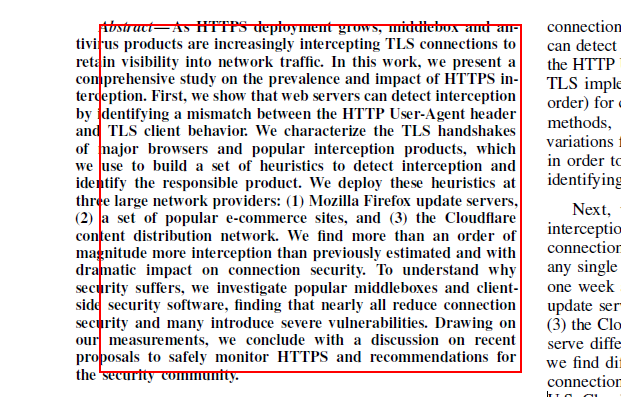 Abstract—As HTTPS deployment grows, middlebox and an-
tivirus products are increasingly intercepting TLS connections to
retain visibility into network traffic. In this work, we present a
comprehensive study on the prevalence and impact of HTTPS in-
terception. First, we show that web servers can detect interception
by identifying a mismatch between the HTTP User-Agent header
and TLS client behavior. We characterize the TLS handshakes
of major browsers and popular interception products, which
we use to build a set of heuristics to detect interception and
identify the responsible product. We deploy these heuristics at
three large network providers: (1) Mozilla Firefox update servers,
(2) a set of popular e-commerce sites, and (3) the Cloudflare
content distribution network. We find more than an order of
magnitude more interception than previously estimated and with
dramatic impact on connection security. To understand why
security suffers, we investigate popular middleboxes and client-
side security software, finding that nearly all reduce connection
security and many introduce severe vulnerabilities. Drawing on
our measurements, we conclude with a discussion on recent
proposals to safely monitor HTTPS and recommendations for
the security community.
connection
can detect
the HTTP
TLS imple
order) for
methods,
variations
in order to
identifying
Next,
interceptio
connection
any single
one week
update serv
(3) the Clo
serve diffe
we find dif
connection